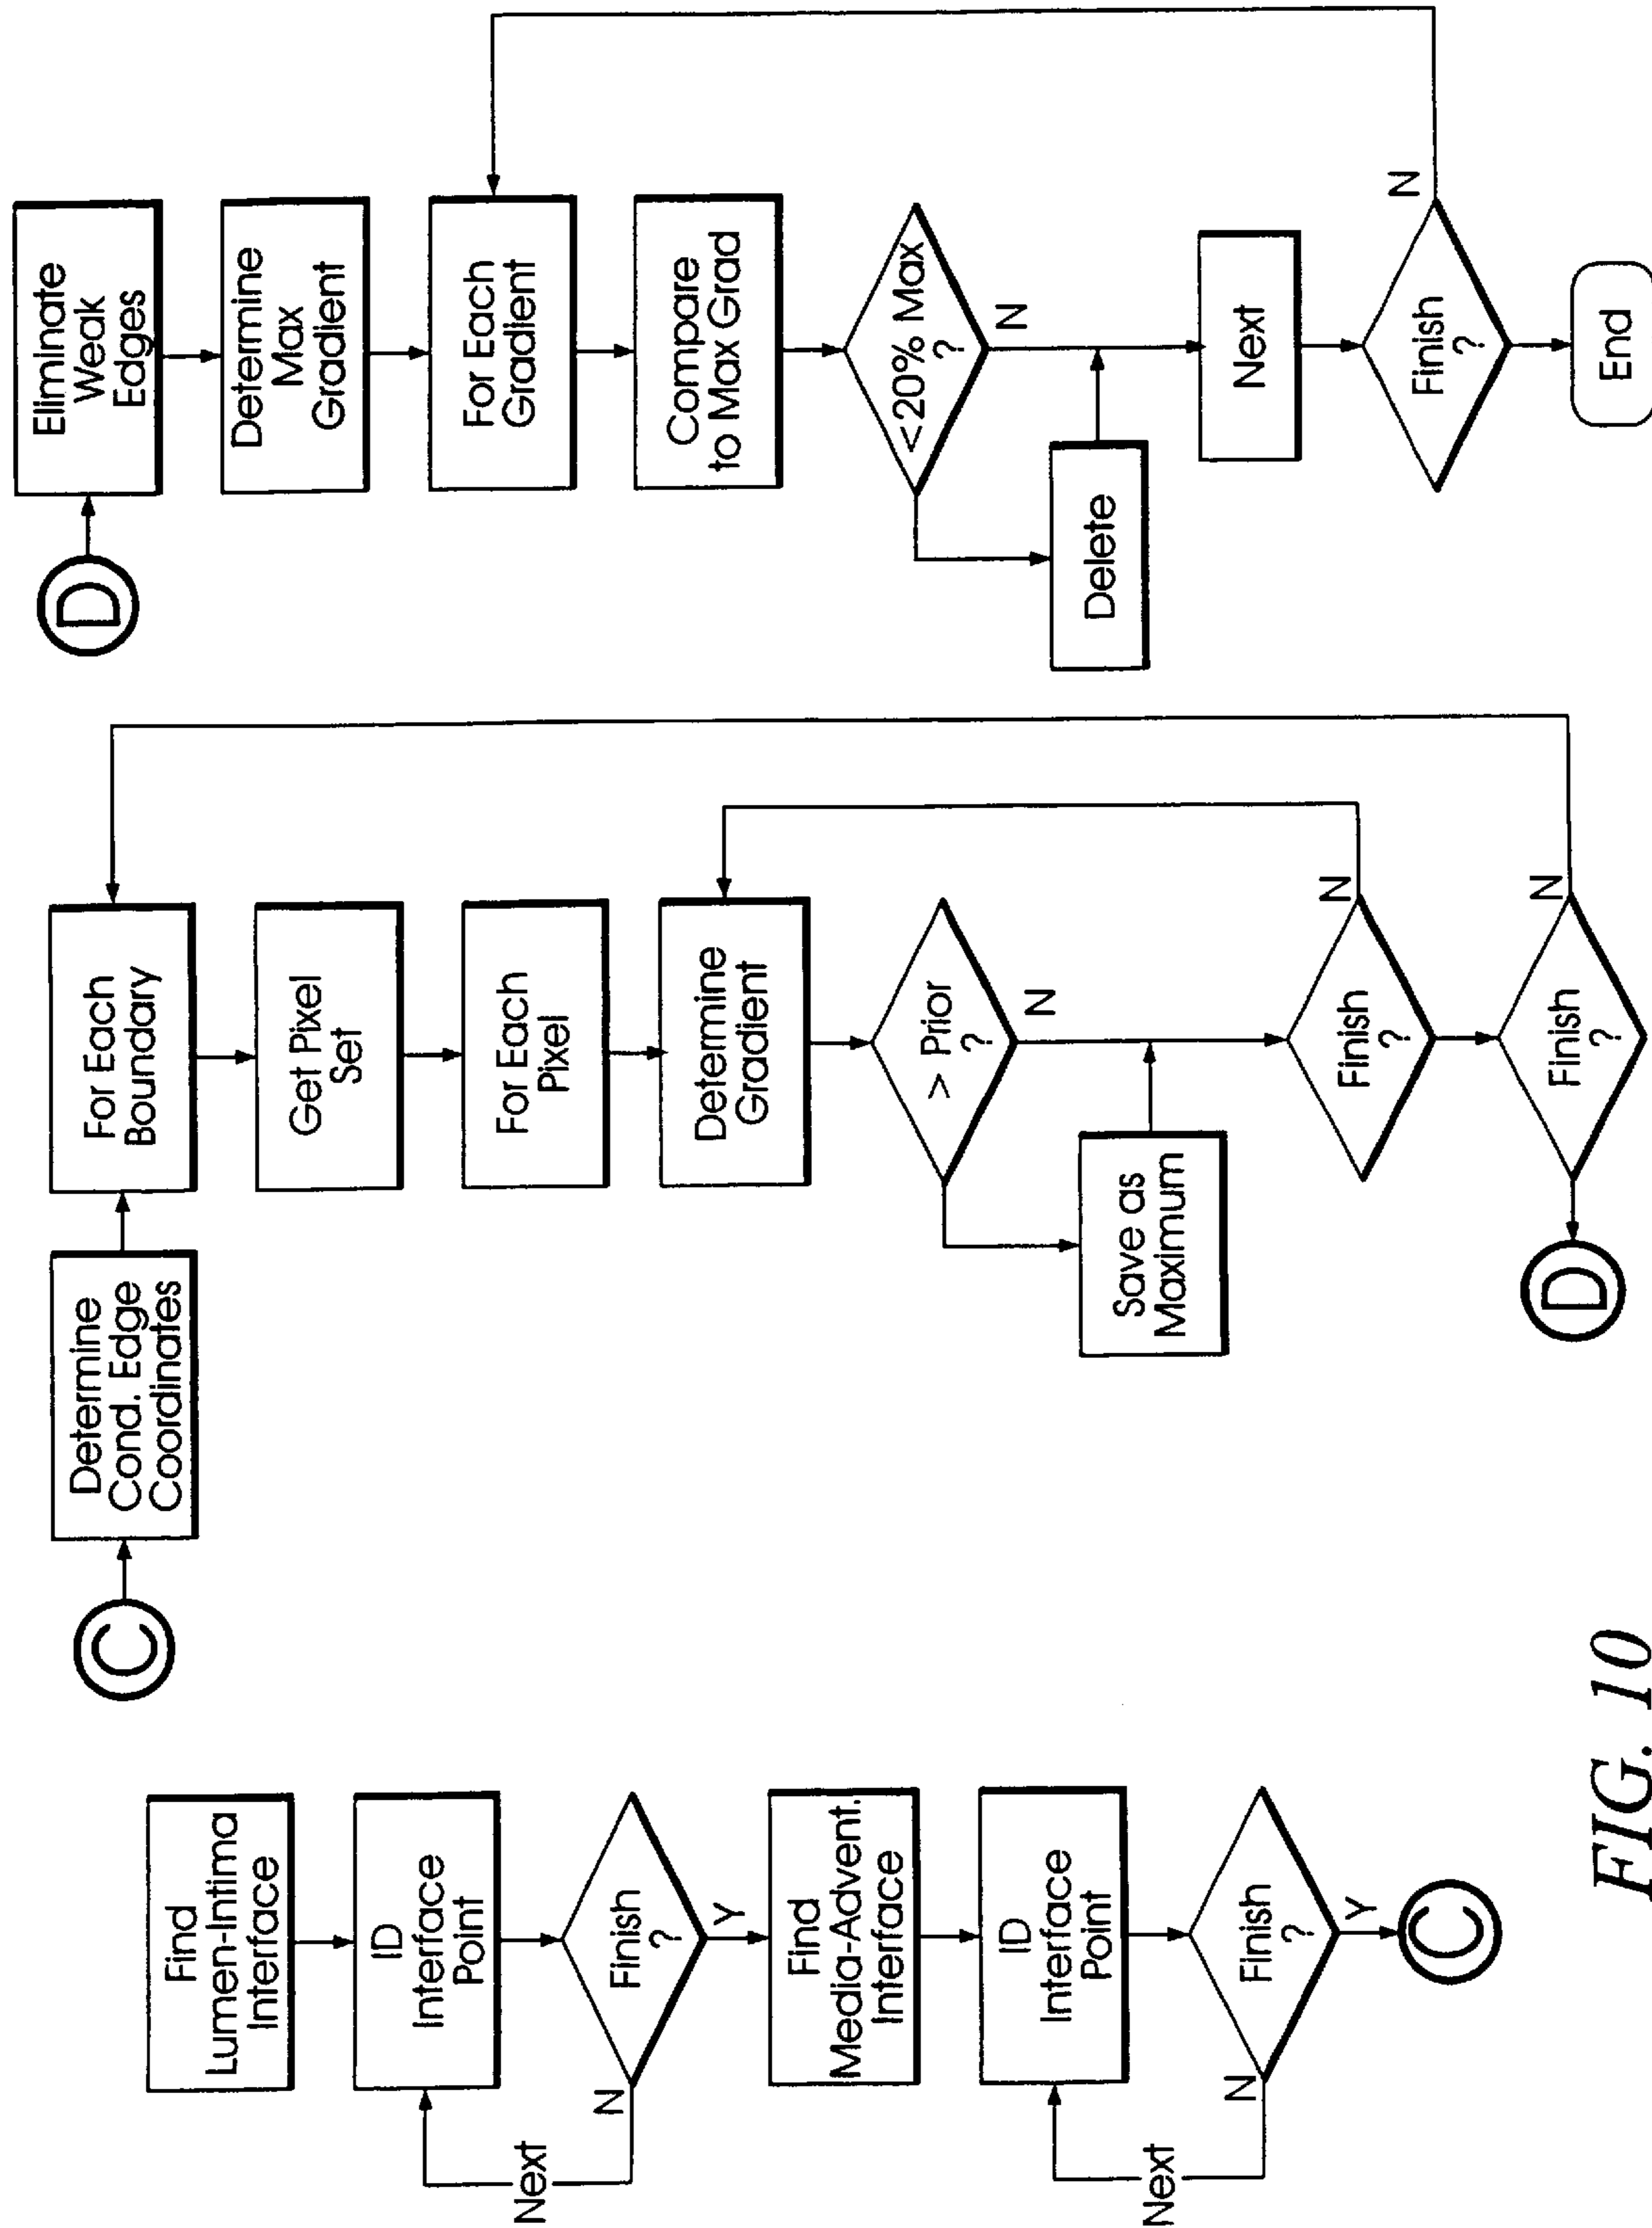 Find
Lumen-Intima
Interface
ID
Interface
Point
Finish
?
N
Next
Y
Find
Media-Advent.
Interface
ID
Interface
Point
Finish
?
N
Next
Y
C
C
Determine
Cond. Edge
Coordinates
For Each
Boundary
Get Pixel
Set
For Each
Pixel
Determine
Gradient
> Prior
?
N
Save as
Maximum
Finish
?
N
Finish
?
N
D
D
Eliminate
Weak
Edges
Determine
Max
Gradient
For Each
Gradient
Compare
to Max Grad
<20% Max
?
N
Delete
Next
Finish
?
N
End
FIG. 10